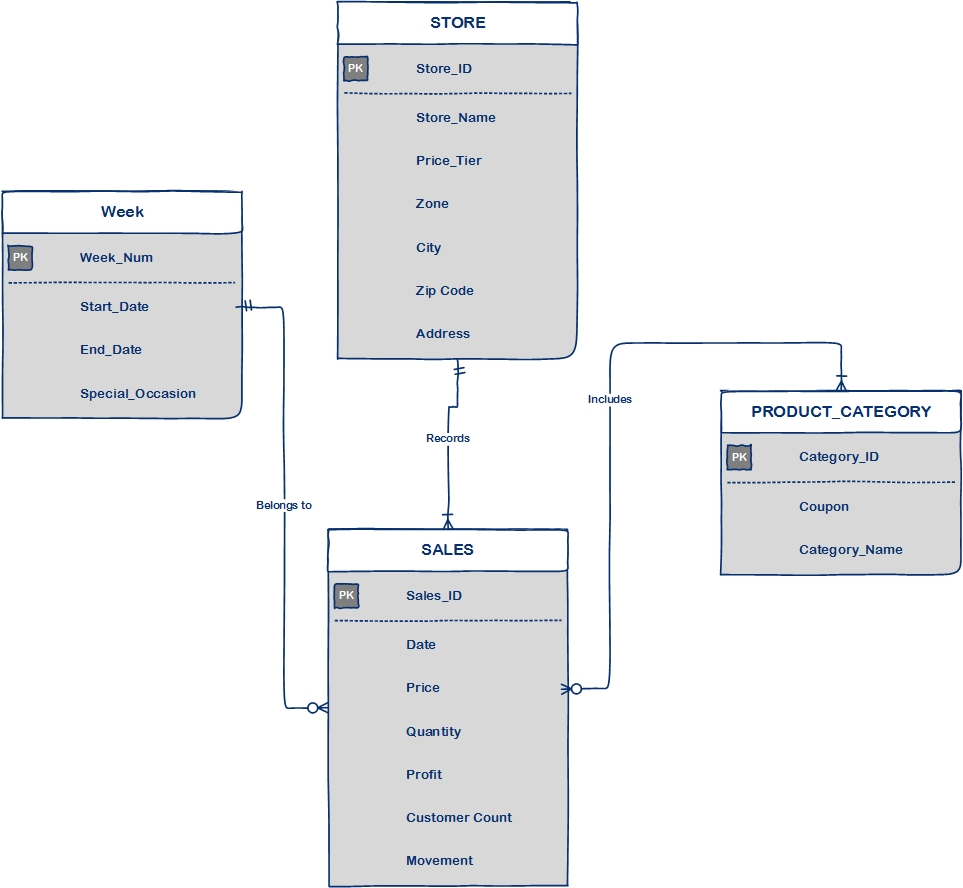 STORE
PK Store_ID
Store_Name
Price_Tier
Zone
City
Zip Code
Address
Week
PK Week_Num
Start_Date
End_Date
Special_Occasion
Records
Belongs to
Includes
PRODUCT_CATEGORY
PK Category_ID
Coupon
Category_Name
SALES
PK Sales_ID
Date
Price
Quantity
Profit
Customer Count
Movement